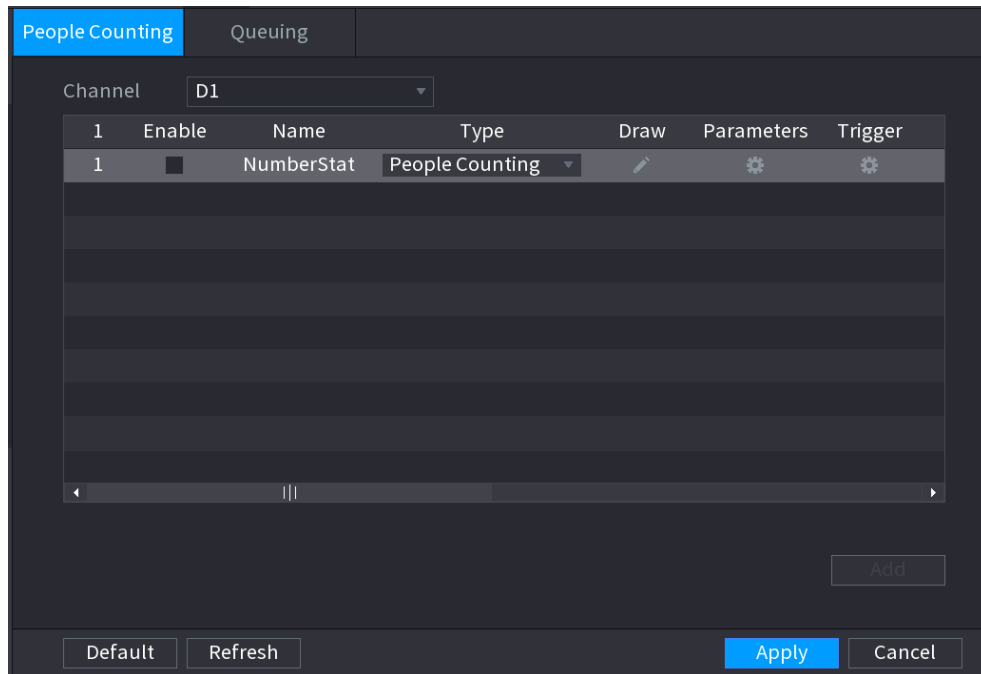 People Counting Queuing
Channel D1
1 Enable Name Type Draw Parameters Trigger
1 NumberStat People Counting
Add
Default Refresh Apply Cancel